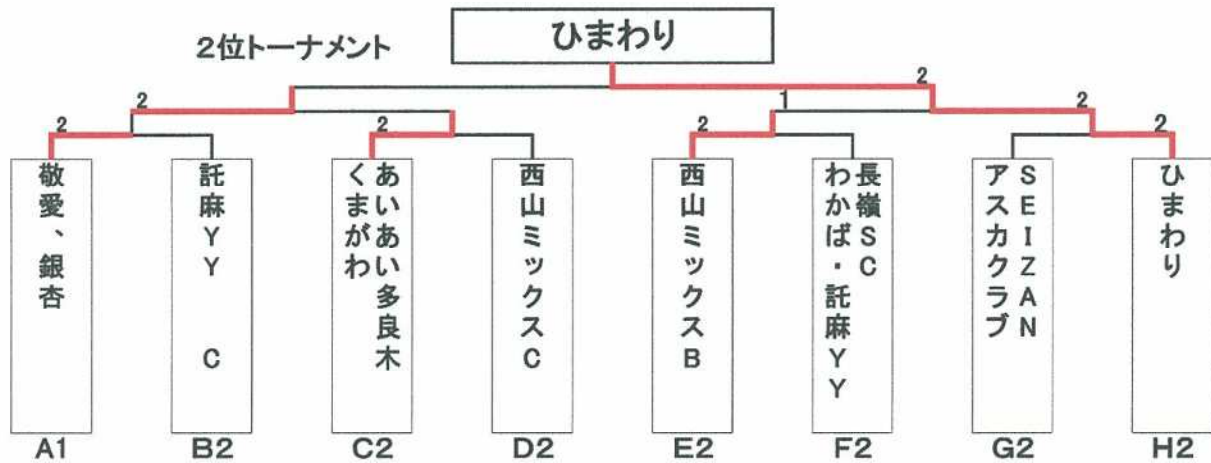 ひまわり
2位トーナメント
2
2
1
2
2
2
2
2
敬愛、銀杏
託麻YY C
あいあい多良木
くまがわ
西山ミックスC
西山ミックスB
長嶺SC
わかば・託麻YY
SEIZAN
アスカクラブ
ひまわり
A1
B2
C2
D2
E2
F2
G2
H2